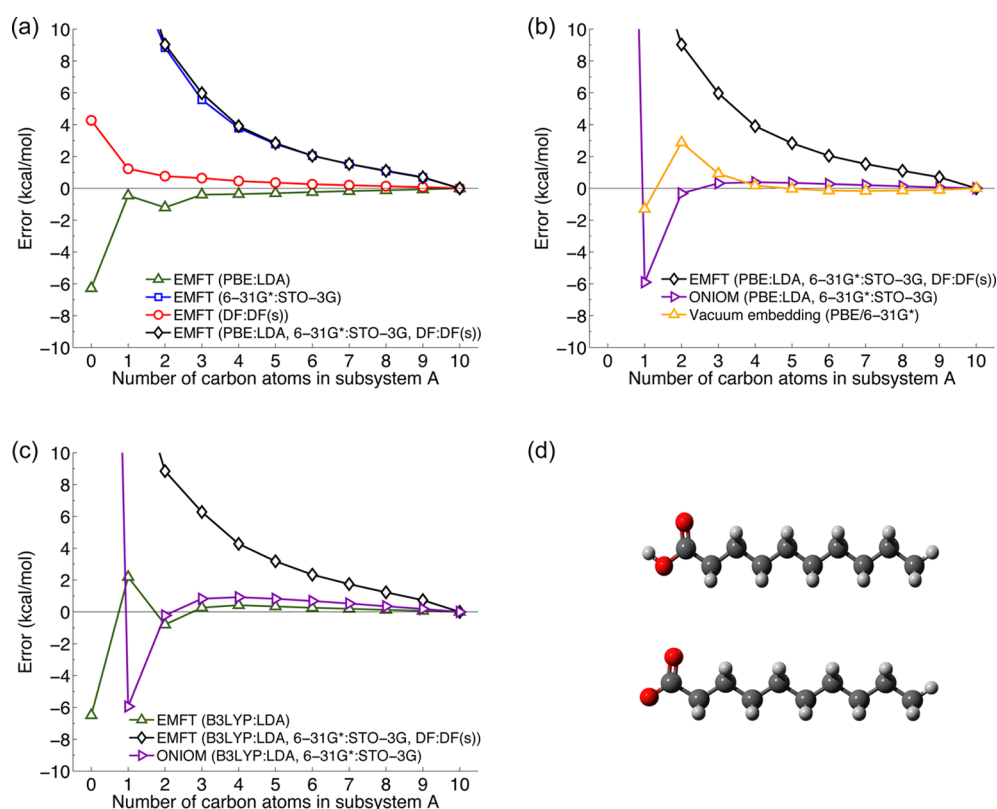 (a)
10
8
6
4
2
0
−2
−4
−6
−8
−10
Error (kcal/mol)
EMFT (PBE:LDA)
EMFT (6−31G*:STO−3G)
EMFT (DF:DF(s))
EMFT (PBE:LDA, 6−31G*:STO−3G, DF:DF(s))
0 1 2 3 4 5 6 7 8 9 10
Number of carbon atoms in subsystem A
(b)
10
8
6
4
2
0
−2
−4
−6
−8
−10
Error (kcal/mol)
EMFT (PBE:LDA, 6−31G*:STO−3G, DF:DF(s))
ONIOM (PBE:LDA, 6−31G*:STO−3G)
Vacuum embedding (PBE/6−31G*)
0 1 2 3 4 5 6 7 8 9 10
Number of carbon atoms in subsystem A
(c)
10
8
6
4
2
0
−2
−4
−6
−8
−10
Error (kcal/mol)
EMFT (B3LYP:LDA)
EMFT (B3LYP:LDA, 6−31G*:STO−3G, DF:DF(s))
ONIOM (B3LYP:LDA, 6−31G*:STO−3G)
0 1 2 3 4 5 6 7 8 9 10
Number of carbon atoms in subsystem A
(d)